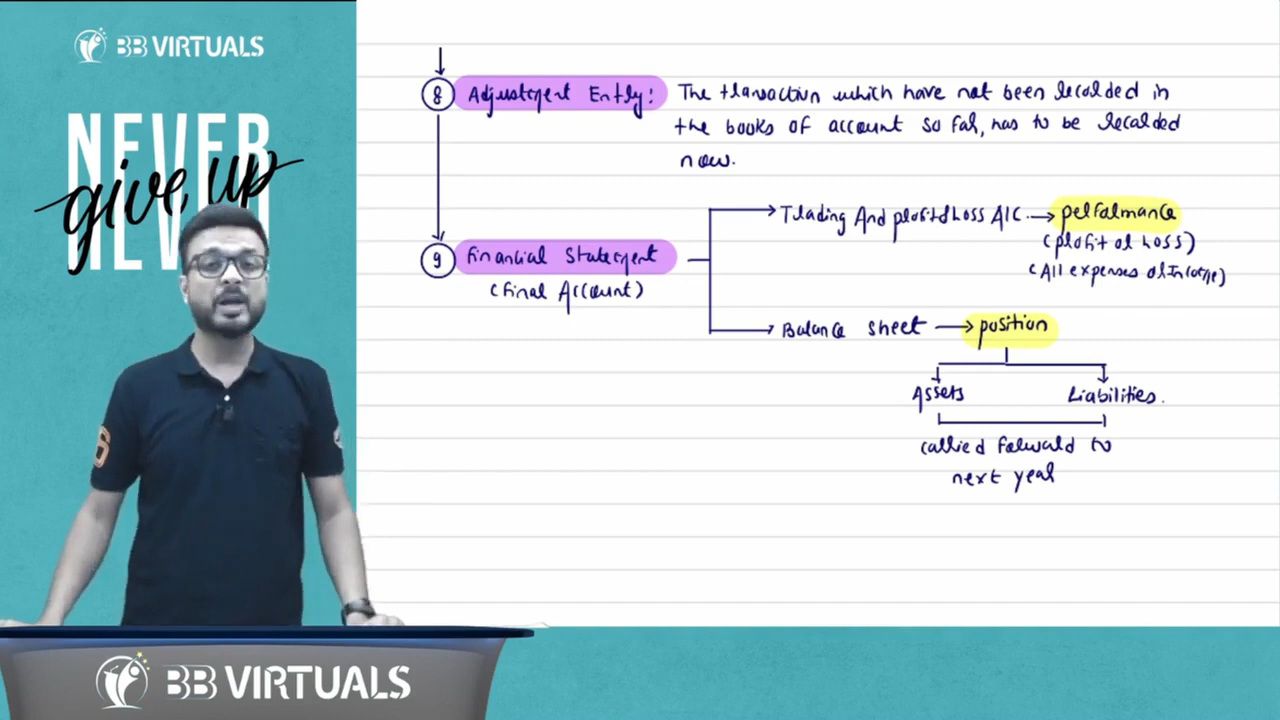 BB VIRTUALS
NEVER
give up
NEVER
8 Adjustment Entry: The transaction which have not been recorded in
the books of account so far, has to be recorded
now.
Trading And profit & Loss A/C. → performance
(profit or Loss)
(All expenses or Income)
9 Financial Statement
(Final Account)
Balance sheet → position
Assets Liabilities.
carried forward to
next year
6
BB VIRTUALS